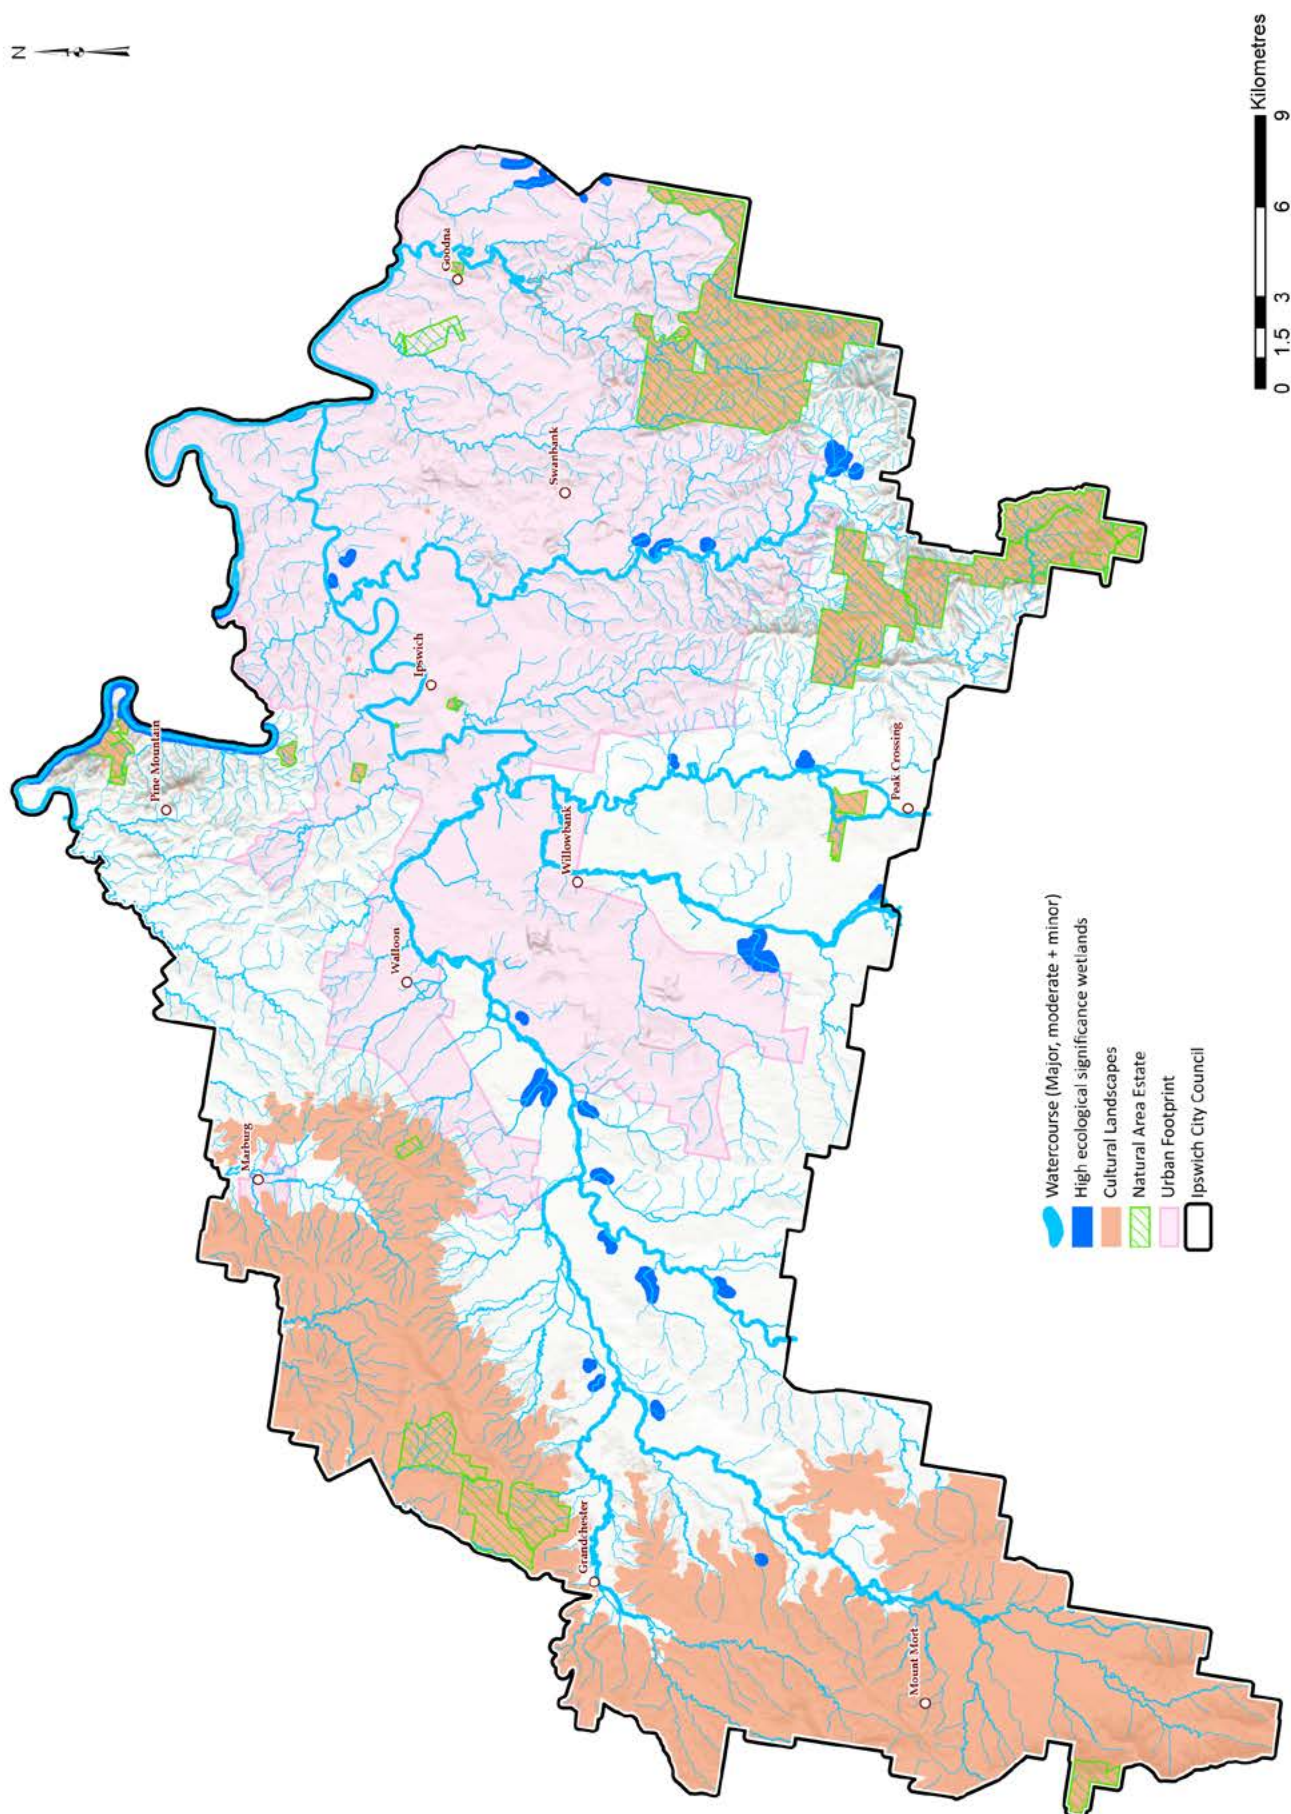 N
Pine Mountain
Goodna
Marburg
Walloon
Ipswich
Swanbank
Willowbank
Grandchester
Peak Crossing
Mount Mort
Watercourse (Major, moderate + minor)
High ecological significance wetlands
Cultural Landscapes
Natural Area Estate
Urban Footprint
Ipswich City Council
Kilometres
0 1.5 3 6 9